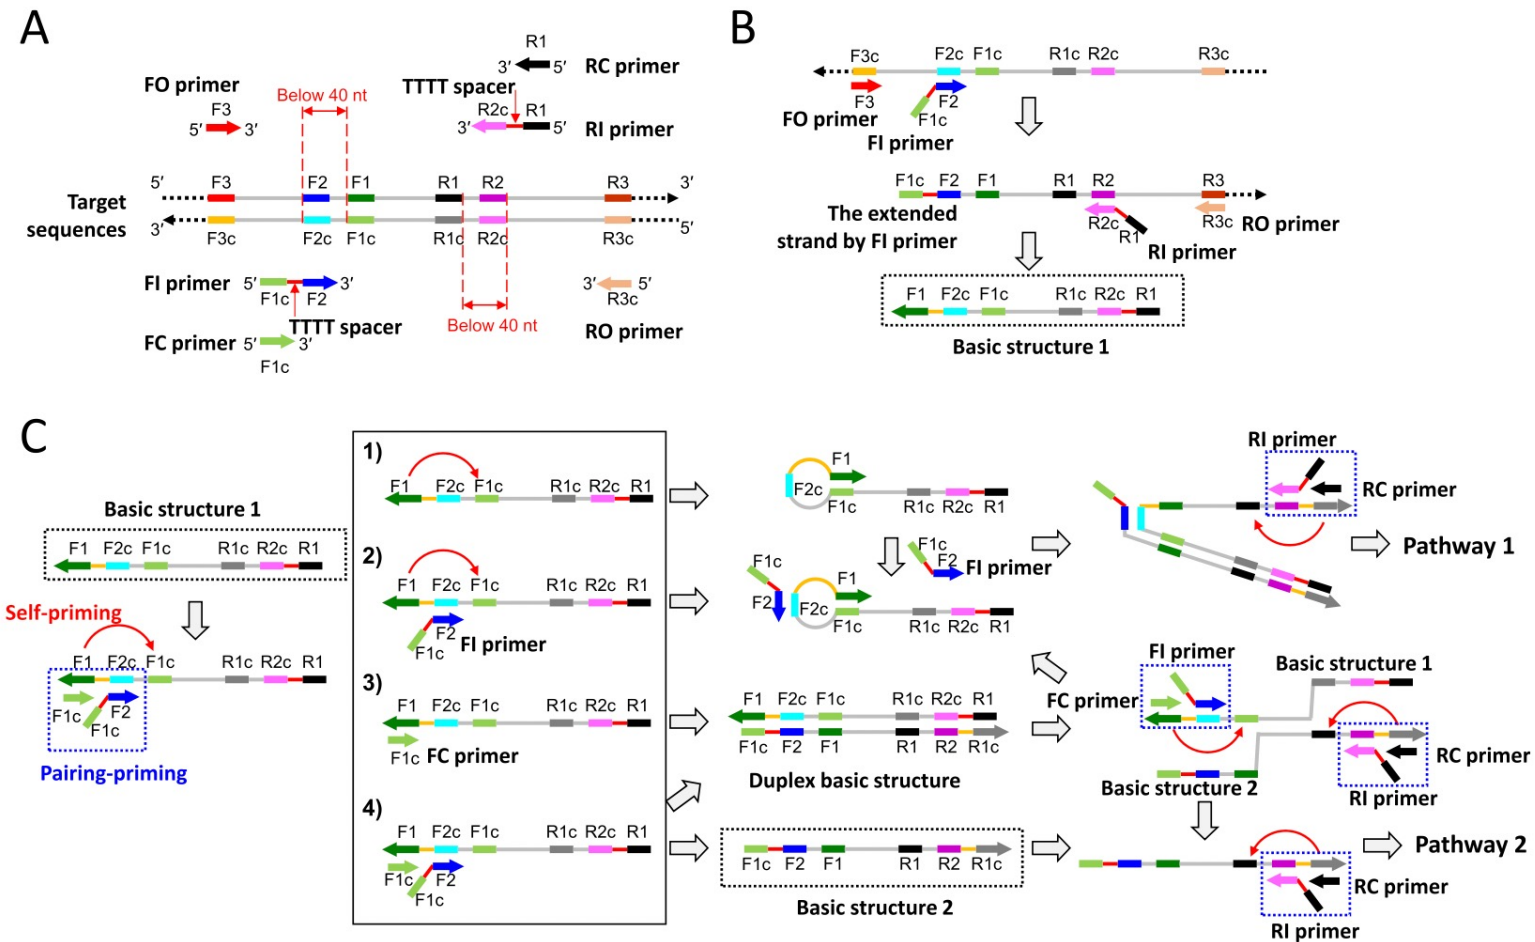 A
R1
3′ 5′ RC primer
FO primer
TTTT spacer
Below 40 nt
F3
5′ 3′
R2c R1
3′ 5′ RI primer
5′ F3 F2 F1 R1 R2 R3 3′
Target
sequences
3′ F3c F2c F1c R1c R2c R3c 5′
FI primer 5′ 3′
F1c F2
TTTT spacer
FC primer 5′ 3′
F1c
Below 40 nt
3′ 5′
R3c
RO primer
B
F3c F2c F1c R1c R2c R3c
F3 F2
FO primer F1c
FI primer
F1c F2 F1 R1 R2 R3
The extended
strand by FI primer
R2c R3c RO primer
R1 RI primer
F1 F2c F1c R1c R2c R1
Basic structure 1
C
Basic structure 1
F1 F2c F1c R1c R2c R1
Self-priming
F1 F2c F1c R1c R2c R1
F1c F2
F1c
Pairing-priming
1)
F1 F2c F1c R1c R2c R1
2)
F1 F2c F1c R1c R2c R1
F2 FI primer
F1c
3)
F1 F2c F1c R1c R2c R1
F1c FC primer
4)
F1 F2c F1c R1c R2c R1
F1c F2
F1c
F1
F2c
F1c R1c R2c R1
F1c
F2 FI primer
F1c F1
F2 F2c
F1c R1c R2c R1
F1 F2c F1c R1c R2c R1
F1c F2 F1 R1 R2 R1c
Duplex basic structure
F1c F2 F1 R1 R2 R1c
Basic structure 2
RI primer
RC primer
Pathway 1
FI primer
Basic structure 1
FC primer
RC primer
Basic structure 2
RI primer
Pathway 2
RC primer
RI primer